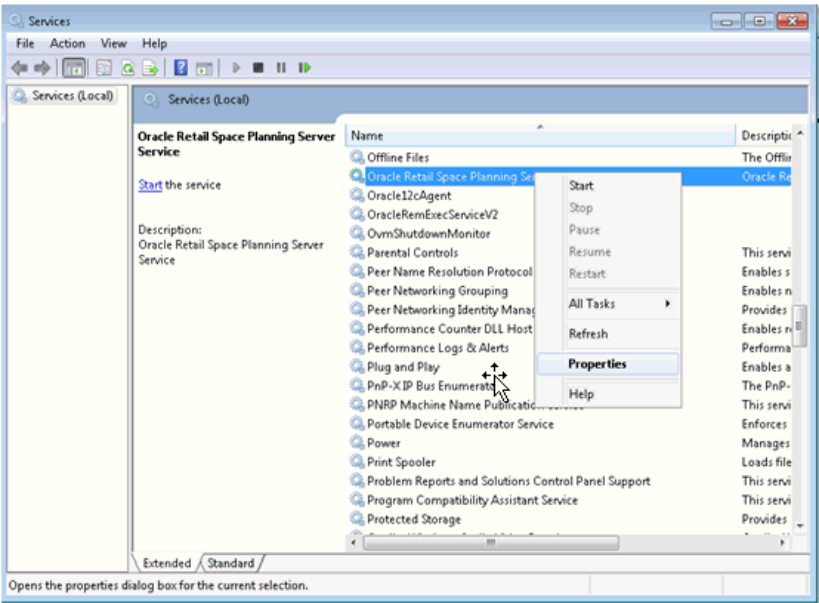 Services
File Action View Help
Services (Local)
Services (Local)
Oracle Retail Space Planning Server
Service
Start the service
Description:
Oracle Retail Space Planning Server
Service
Name Descriptic
Offline Files The Offlin
Oracle Retail Space Planning Ser Oracle Re
Oracle12cAgent
OracleRemExecServiceV2
OvmShutdownMonitor
Parental Controls This servi
Peer Name Resolution Protocol Enables s
Peer Networking Grouping Enables n
Peer Networking Identity Manag Provides
Performance Counter DLL Host Enables re
Performance Logs & Alerts Performa
Plug and Play Enables a
PnP-X IP Bus Enumerato The PnP-
PNRP Machine Name Publication Service This servi
Portable Device Enumerator Service Enforces
Power Manages
Print Spooler Loads file
Problem Reports and Solutions Control Panel Support This servi
Program Compatibility Assistant Service This servi
Protected Storage Provides
Start
Stop
Pause
Resume
Restart
All Tasks
Refresh
Properties
Help
Extended Standard
Opens the properties dialog box for the current selection.